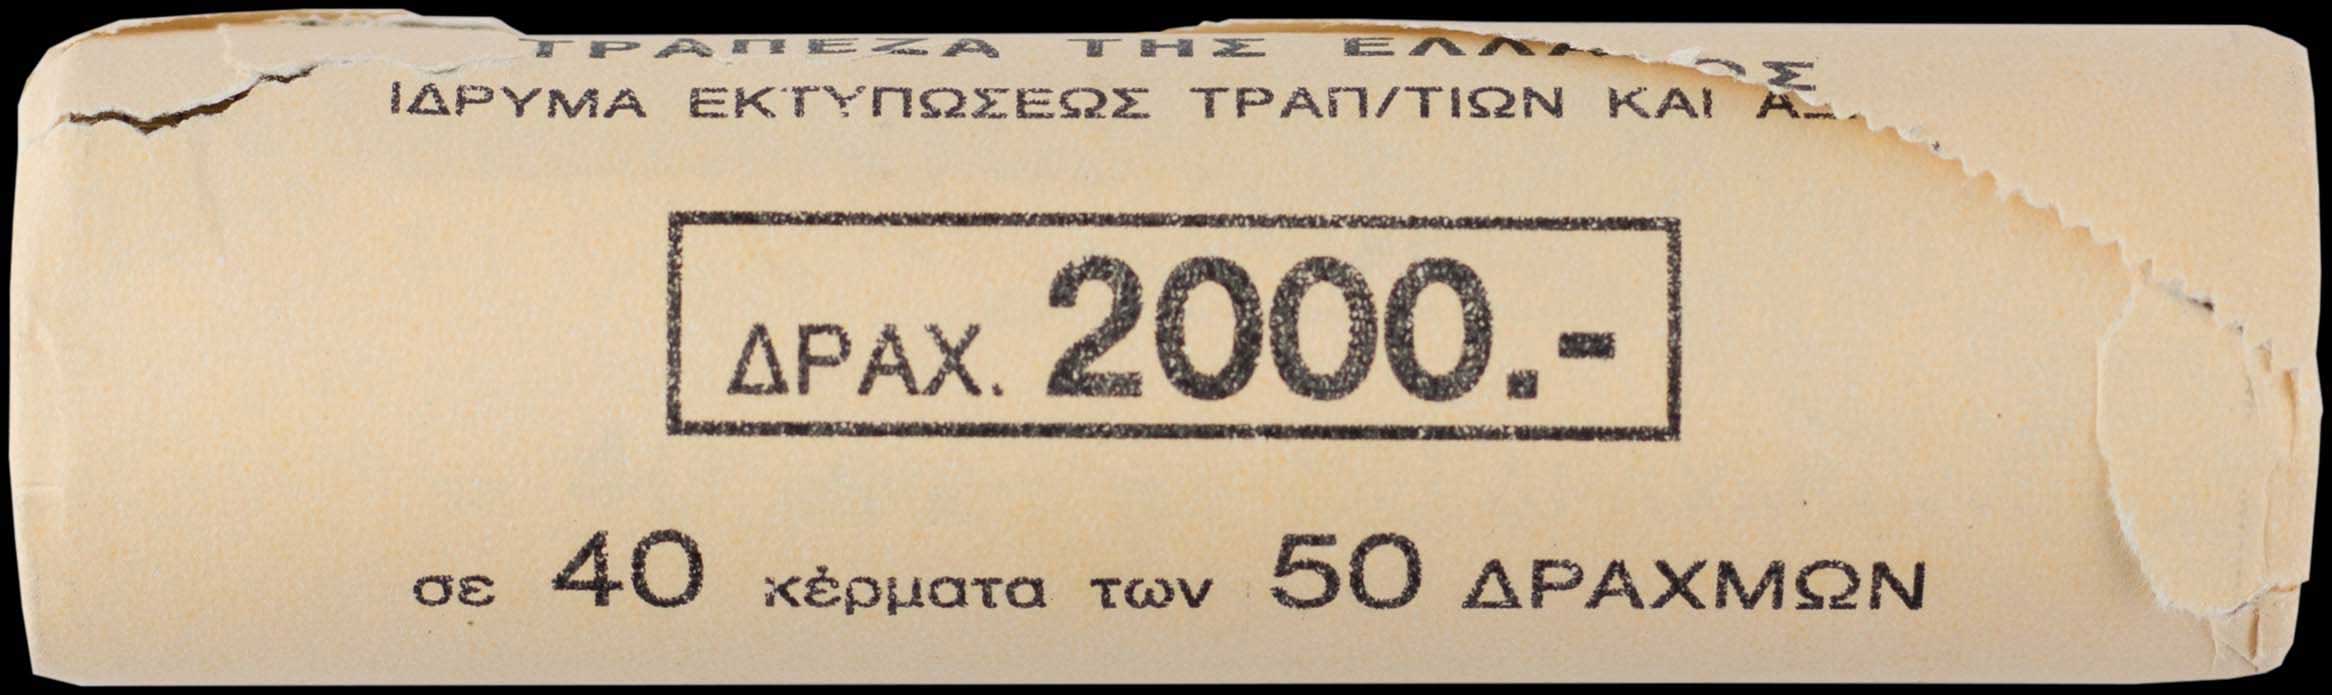 ΤΡΑΠΕΖΑ ΤΗΣ
ΙΔΡΥΜΑ ΕΚΤΥΠΩΣΕΩΣ ΤΡΑΠ/ΤΙΩΝ ΚΑΙ
ΔΡΑΧ. 2000.-
σε 40 κέρματα των 50 ΔΡΑΧΜΩΝ